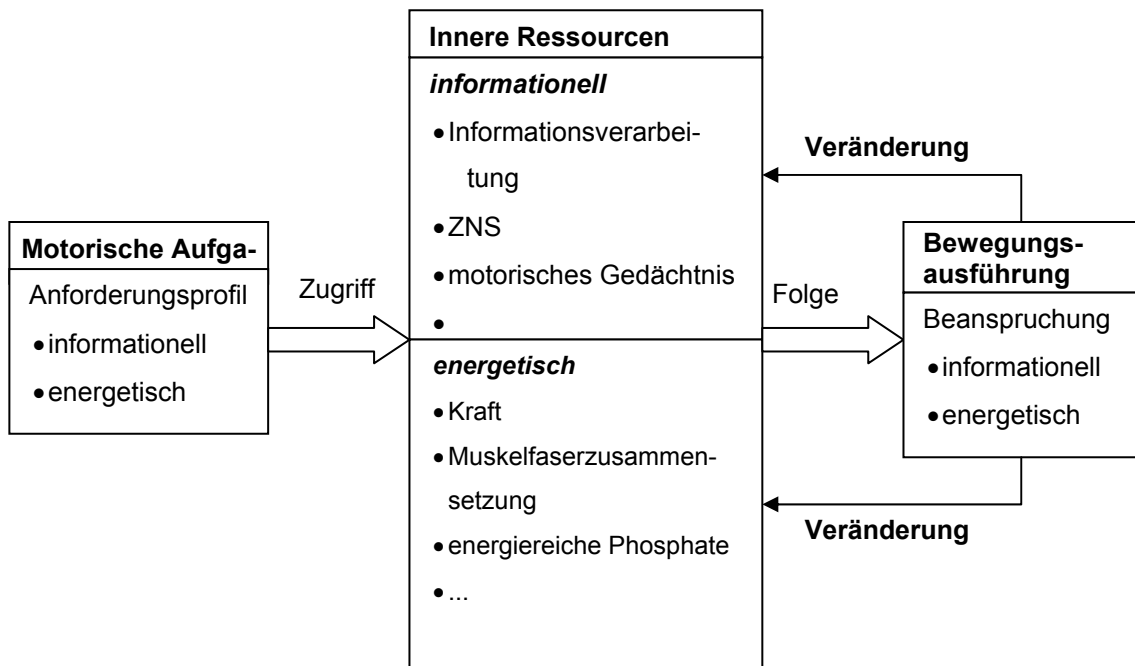 Motorische Aufga-
Anforderungsprofil
• informationell
• energetisch
Zugriff
Innere Ressourcen
informationell
• Informationsverarbei-
tung
• ZNS
• motorisches Gedächtnis
•
energetisch
• Kraft
• Muskelfaserzusammen-
setzung
• energiereiche Phosphate
• ...
Folge
Veränderung
Bewegungs-
ausführung
Beanspruchung
• informationell
• energetisch
Veränderung